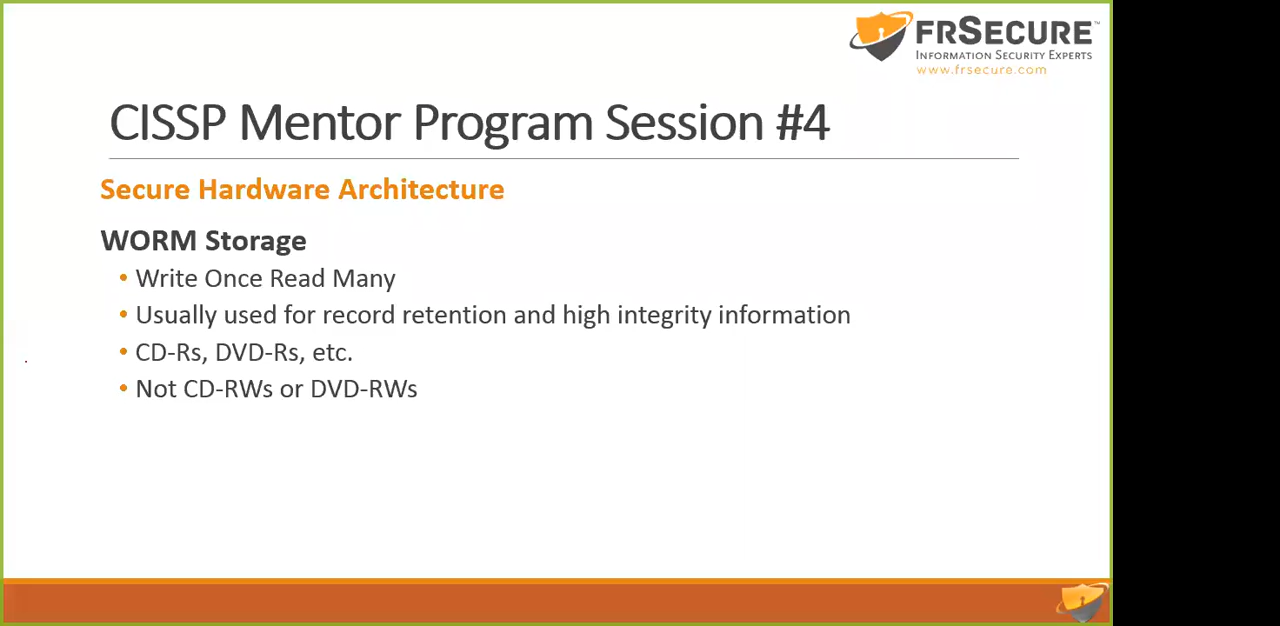 FRSECURE™
INFORMATION SECURITY EXPERTS
www.frsecure.com
CISSP Mentor Program Session #4
Secure Hardware Architecture
WORM Storage
• Write Once Read Many
• Usually used for record retention and high integrity information
• CD-Rs, DVD-Rs, etc.
• Not CD-RWs or DVD-RWs